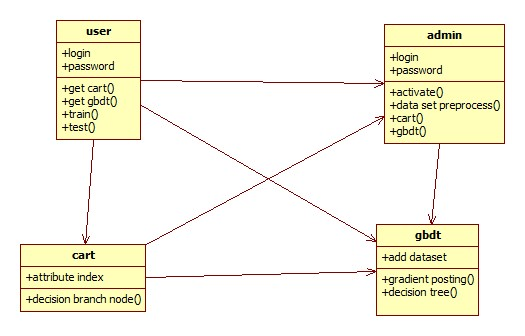 user
+login
+password
+get cart()
+get gbdt()
+train()
+test()
admin
+login
+password
+activate()
+data set preprocess()
+cart()
+gbdt()
cart
+attribute index
+decision branch node()
gbdt
+add dataset
+gradient posting()
+decision tree()